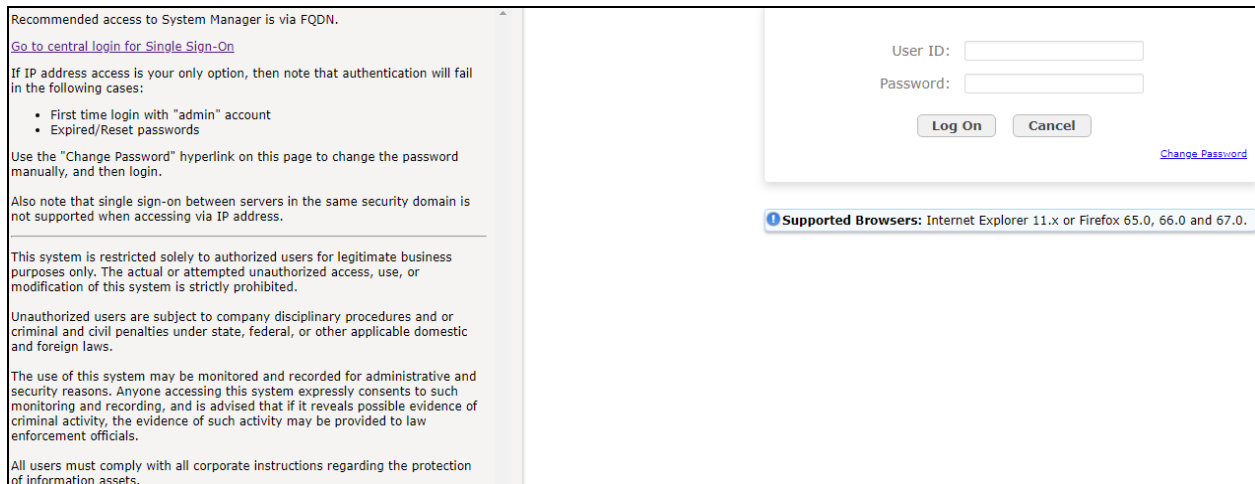 Recommended access to System Manager is via FQDN.
Go to central login for Single Sign-On
If IP address access is your only option, then note that authentication will fail
in the following cases:
• First time login with "admin" account
• Expired/Reset passwords
Use the "Change Password" hyperlink on this page to change the password
manually, and then login.
Also note that single sign-on between servers in the same security domain is
not supported when accessing via IP address.
This system is restricted solely to authorized users for legitimate business
purposes only. The actual or attempted unauthorized access, use, or
modification of this system is strictly prohibited.
Unauthorized users are subject to company disciplinary procedures and or
criminal and civil penalties under state, federal, or other applicable domestic
and foreign laws.
The use of this system may be monitored and recorded for administrative and
security reasons. Anyone accessing this system expressly consents to such
monitoring and recording, and is advised that if it reveals possible evidence of
criminal activity, the evidence of such activity may be provided to law
enforcement officials.
All users must comply with all corporate instructions regarding the protection
of information assets.
User ID:
Password:
Log On Cancel
Change Password
Supported Browsers: Internet Explorer 11.x or Firefox 65.0, 66.0 and 67.0.